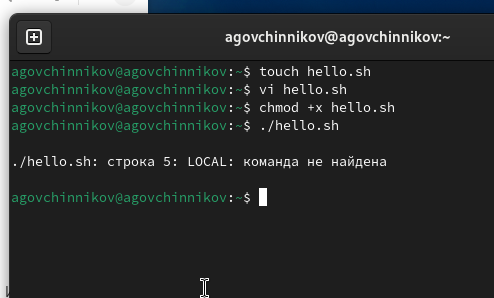 agovchinnikov@agovchinnikov:~
agovchinnikov@agovchinnikov:~$ touch hello.sh
agovchinnikov@agovchinnikov:~$ vi hello.sh
agovchinnikov@agovchinnikov:~$ chmod +x hello.sh
agovchinnikov@agovchinnikov:~$ ./hello.sh
./hello.sh: строка 5: LOCAL: команда не найдена
agovchinnikov@agovchinnikov:~$